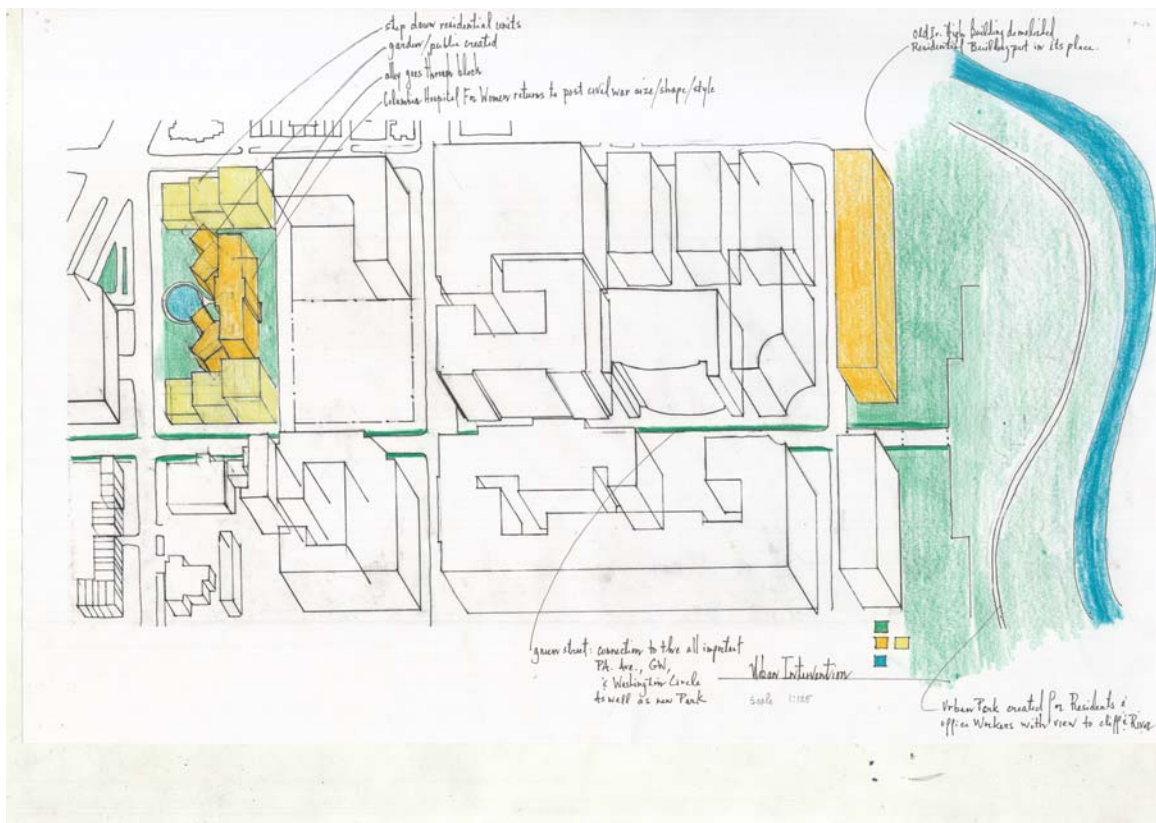 step down residential units
garden/public created
alley goes through block
Columbia Hospital For Women returns to post civil war size/shape/style
old Jr. High Building demolished
Residential Building put in its place.
green street: connection to the all important
PA. Ave., GW,
& Washington Circle
as well as new Park
Urban Intervention
Scale
Urban Park created for Residents &
office Workers with view to cliff & River